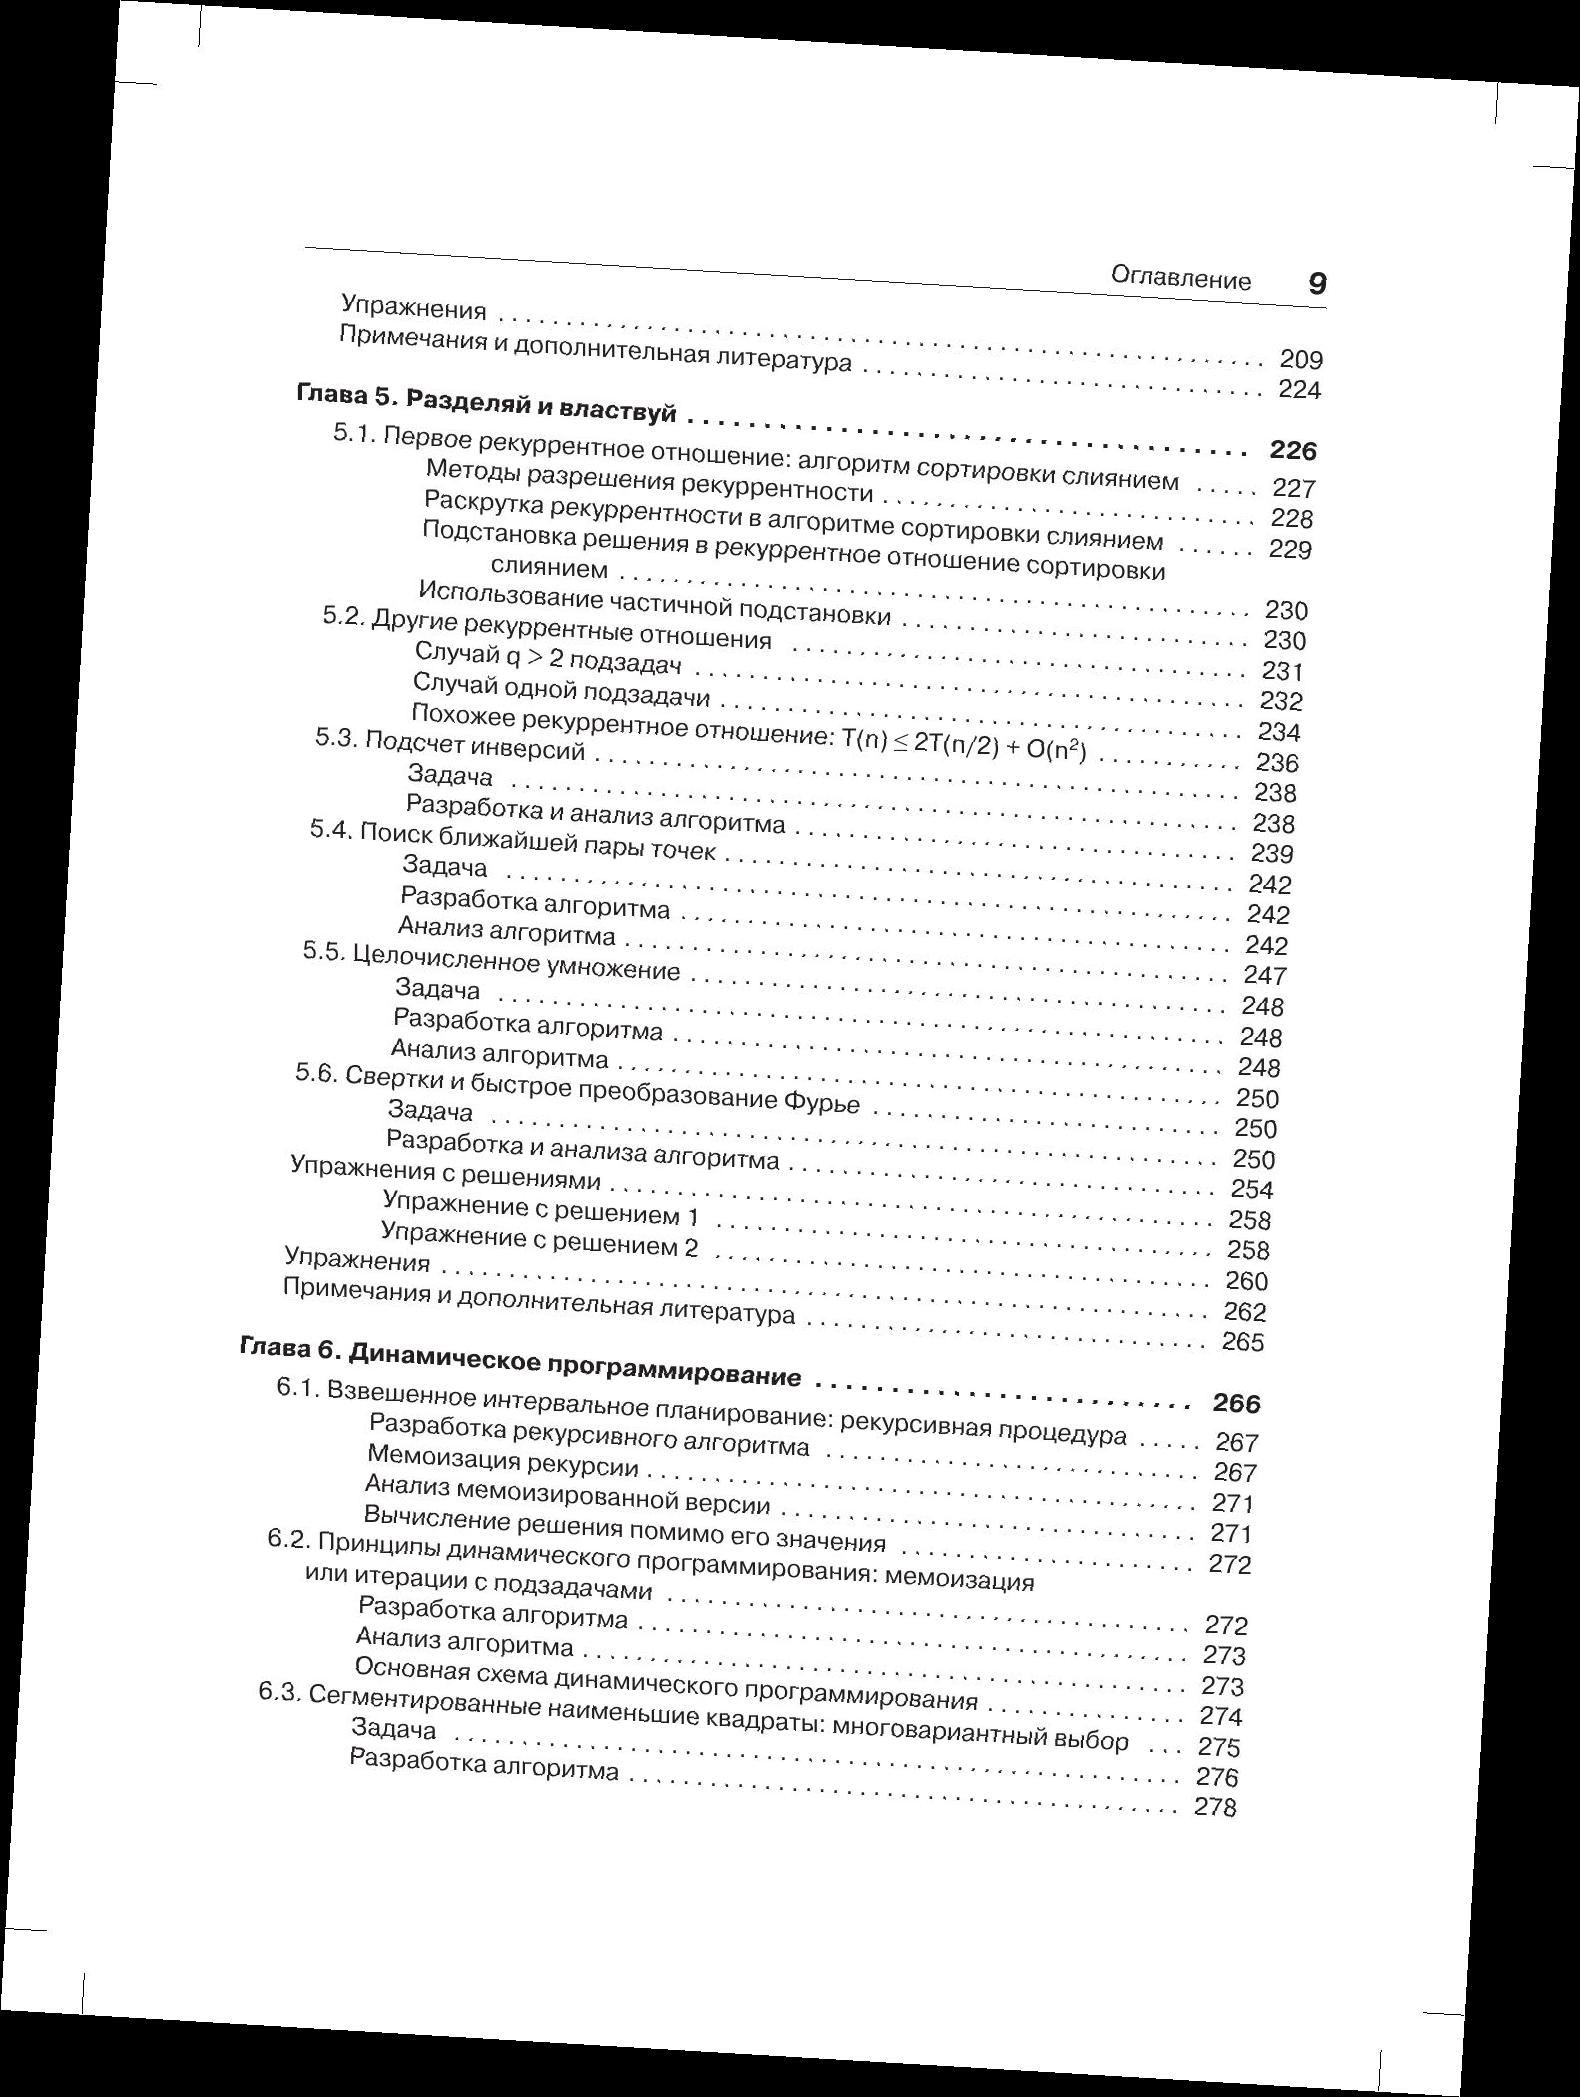 Оглавление 9
Упражнения . . . . . 209
Примечания и дополнительная литература . . . . . 224
Глава 5. Разделяй и властвуй . . . . . 226
5.1. Первое рекуррентное отношение: алгоритм сортировки слиянием . . . . . 227
Методы разрешения рекуррентности . . . . . 228
Раскрутка рекуррентности в алгоритме сортировки слиянием . . . . . 229
Подстановка решения в рекуррентное отношение сортировки
слиянием . . . . . 230
Использование частичной подстановки . . . . . 230
5.2. Другие рекуррентные отношения . . . . . 231
Случай q > 2 подзадач . . . . . 232
Случай одной подзадачи . . . . . 234
Похожее рекуррентное отношение: T(n) ≤ 2T(n/2) + O(n²) . . . . . 236
5.3. Подсчет инверсий . . . . . 238
Задача . . . . . 238
Разработка и анализ алгоритма . . . . . 239
5.4. Поиск ближайшей пары точек . . . . . 242
Задача . . . . . 242
Разработка алгоритма . . . . . 242
Анализ алгоритма . . . . . 247
5.5. Целочисленное умножение . . . . . 248
Задача . . . . . 248
Разработка алгоритма . . . . . 248
Анализ алгоритма . . . . . 250
5.6. Свертки и быстрое преобразование Фурье . . . . . 250
Задача . . . . . 250
Разработка и анализа алгоритма . . . . . 254
Упражнения с решениями . . . . . 258
Упражнение с решением 1 . . . . . 258
Упражнение с решением 2 . . . . . 260
Упражнения . . . . . 262
Примечания и дополнительная литература . . . . . 265
Глава 6. Динамическое программирование . . . . . 266
6.1. Взвешенное интервальное планирование: рекурсивная процедура . . . . . 267
Разработка рекурсивного алгоритма . . . . . 267
Мемоизация рекурсии . . . . . 271
Анализ мемоизированной версии . . . . . 271
Вычисление решения помимо его значения . . . . . 272
6.2. Принципы динамического программирования: мемоизация
или итерации с подзадачами . . . . . 272
Разработка алгоритма . . . . . 273
Анализ алгоритма . . . . . 273
Основная схема динамического программирования . . . . . 274
6.3. Сегментированные наименьшие квадраты: многовариантный выбор . . . 275
Задача . . . . . 276
Разработка алгоритма . . . . . 278